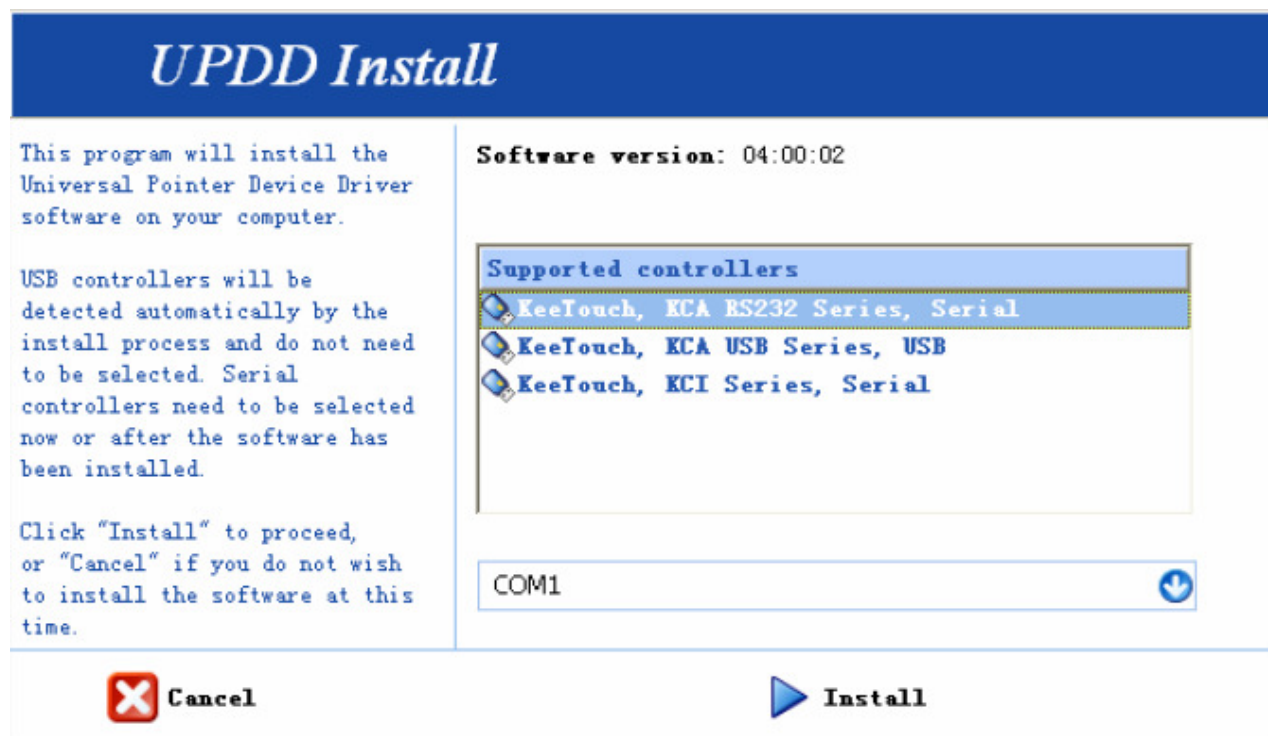 UPDD Install
This program will install the
Universal Pointer Device Driver
software on your computer.
USB controllers will be
detected automatically by the
install process and do not need
to be selected. Serial
controllers need to be selected
now or after the software has
been installed.
Click "Install" to proceed,
or "Cancel" if you do not wish
to install the software at this
time.
Software version: 04:00:02
Supported controllers
KeeTouch, KCA RS232 Series, Serial
KeeTouch, KCA USB Series, USB
KeeTouch, KCI Series, Serial
COM1
Cancel
Install